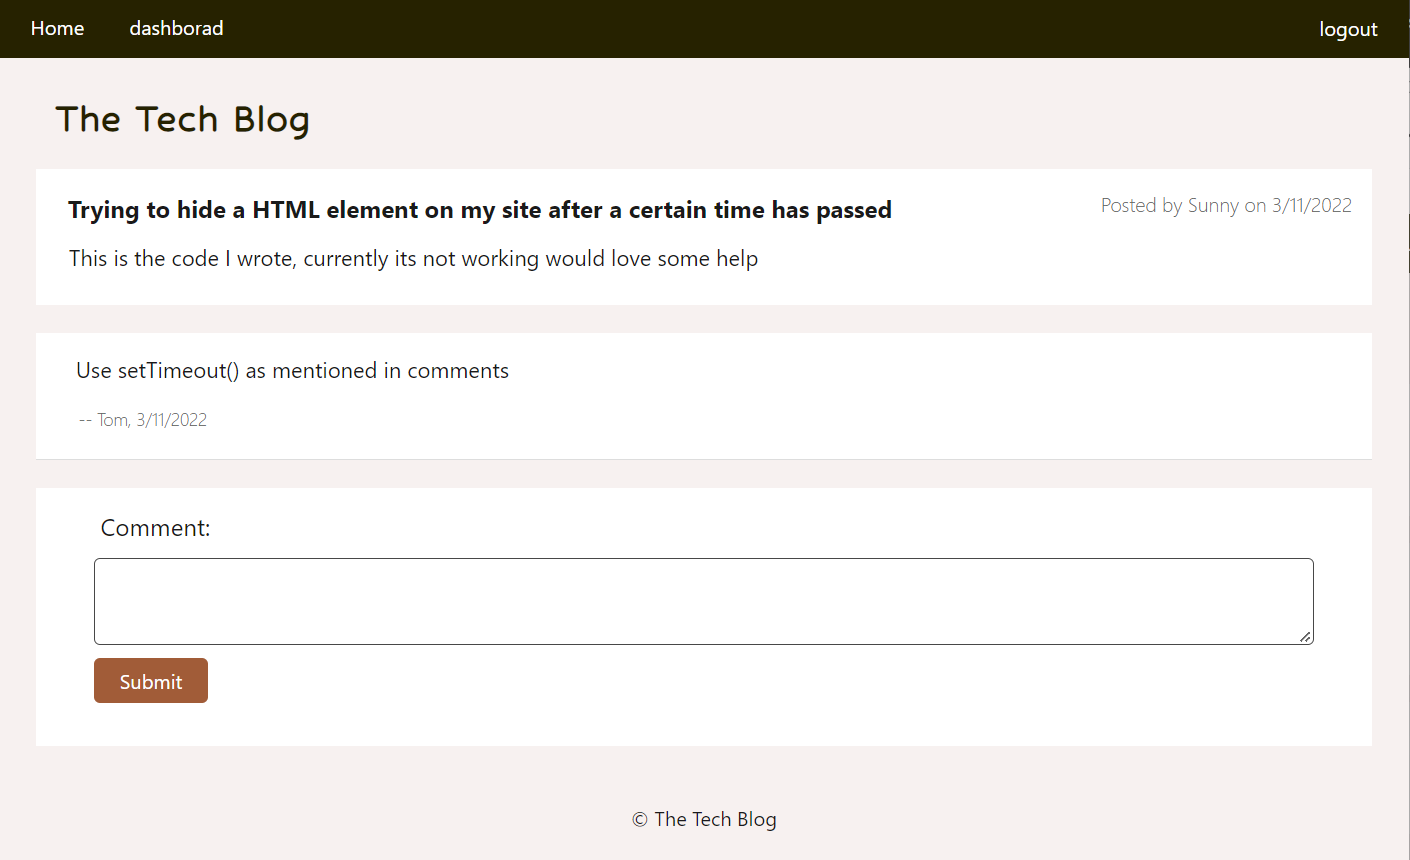 Home dashborad logout
The Tech Blog
Trying to hide a HTML element on my site after a certain time has passed
Posted by Sunny on 3/11/2022
This is the code I wrote, currently its not working would love some help
Use setTimeout() as mentioned in comments
-- Tom, 3/11/2022
Comment:
Submit
© The Tech Blog